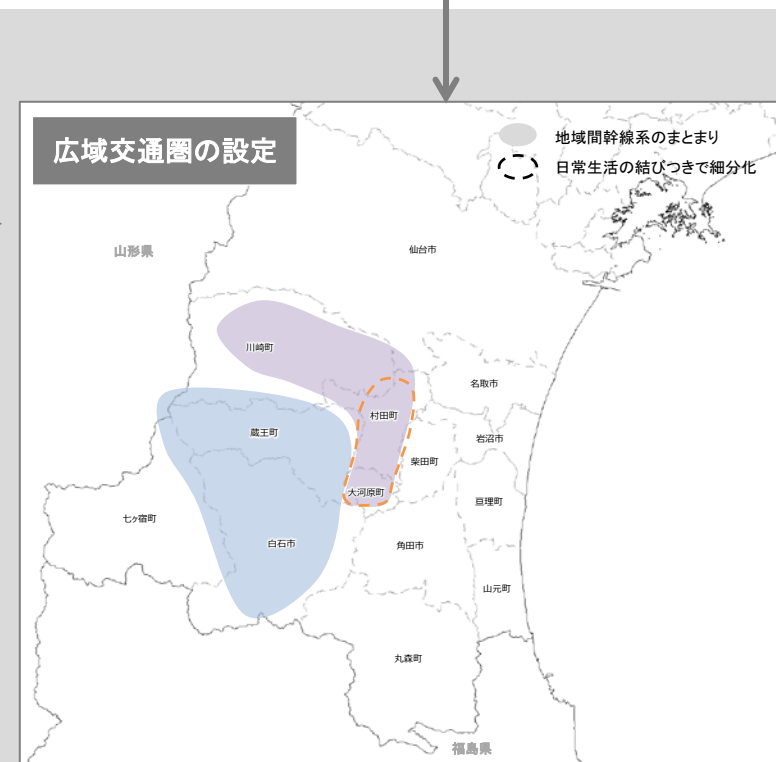 広域交通圏の設定
地域間幹線系のまとまり
日常生活の結びつきで細分化
山形県
仙台市
川崎町
名取市
村田町
蔵王町
岩沼市
柴田町
大河原町
亘理町
七ヶ宿町
白石市
角田市
山元町
丸森町
福島県